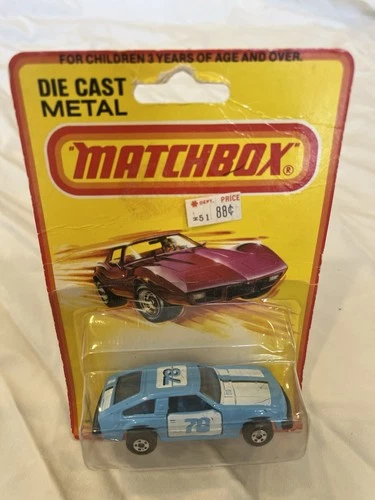 FOR CHILDREN 3 YEARS OF AGE AND OVER.
DIE CAST
METAL
"MATCHBOX"®
DEPT. PRICE
51 88¢
78
78